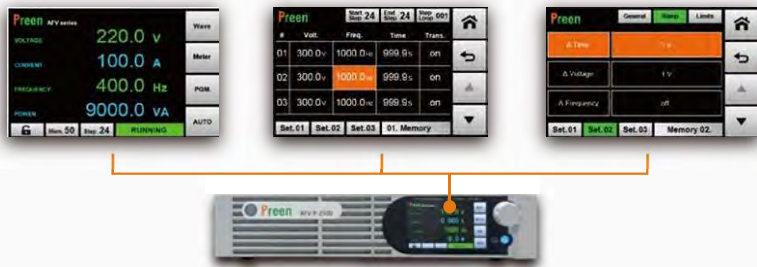 Preen AFV series
VOLTAGE 220.0 V
CURRENT 100.0 A
FREQUENCY 400.0 Hz
POWER 9000.0 VA
Mem. 50 Step 24 RUNNING
Wave
Meter
PGM.
AUTO
Preen Start Step 24 End Step 24 Step Loop 001
# Volt. Freq. Time Trans.
01 300.0v 1000.0Hz 999.9s on
02 300.0v 1000.0Hz 999.9s on
03 300.0v 1000.0Hz 999.9s on
Set.01 Set.02 Set.03 01. Memory
Preen General Ramp Limits
Δ Time
Δ Voltage 1 V
Δ Frequency off
Set.01 Set.02 Set.03 Memory 02.
Preen
Preen